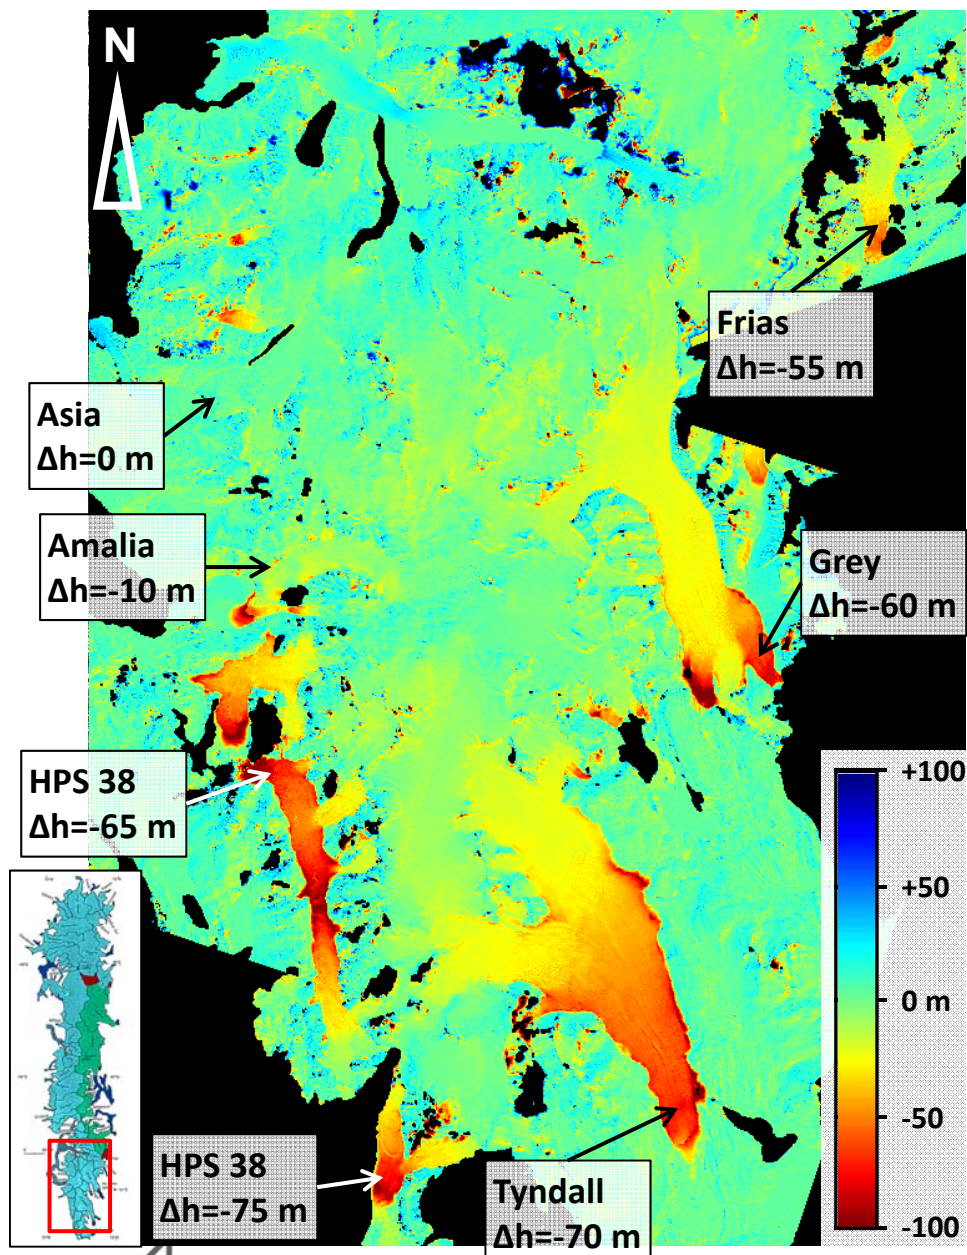 N
Frias
Δh=-55 m
Asia
Δh=0 m
Amalia
Δh=-10 m
Grey
Δh=-60 m
HPS 38
Δh=-65 m
+100
+50
0 m
-50
-100
HPS 38
Δh=-75 m
Tyndall
Δh=-70 m